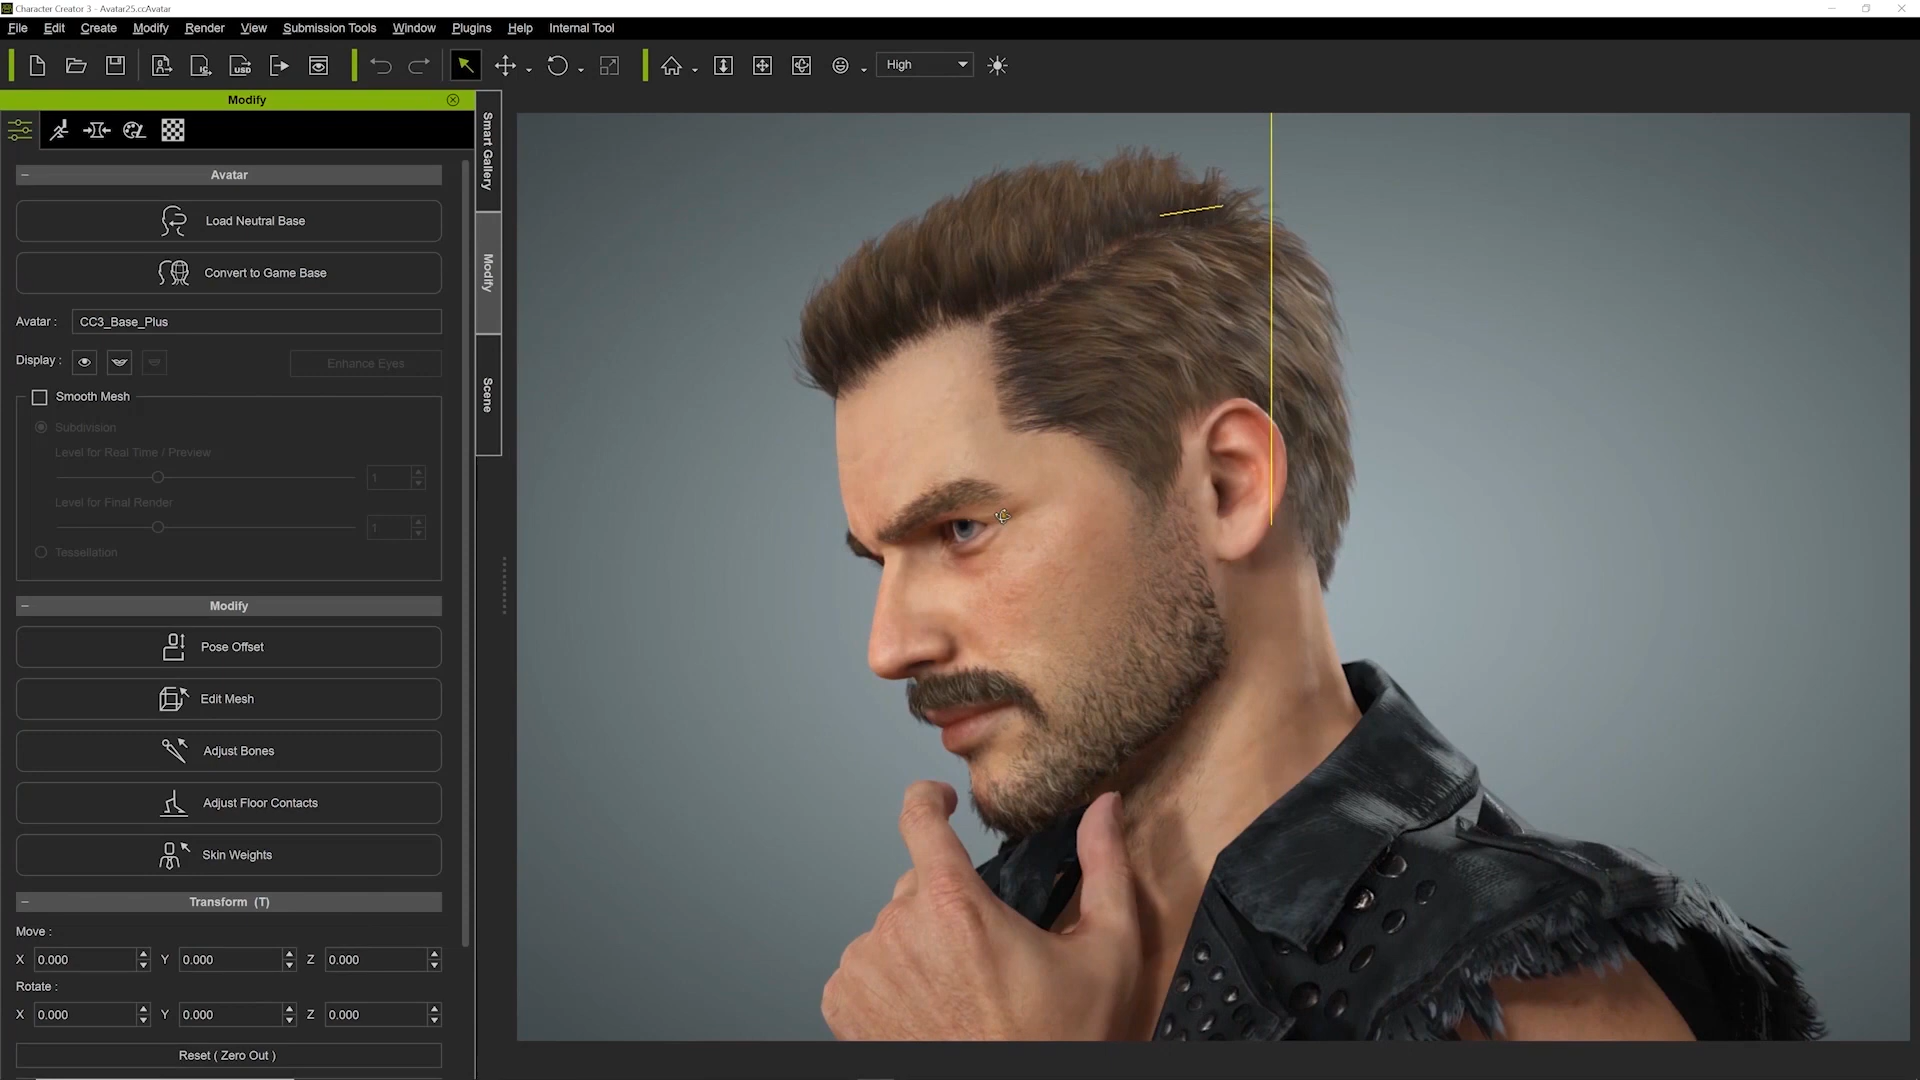 Character Creator 3 - Avatar25.ccAvatar
File Edit Create Modify Render View Submission Tools Window Plugins Help Internal Tool
High
Modify
Smart Gallery
Modify
Scene
Avatar
Load Neutral Base
Convert to Game Base
Avatar : CC3_Base_Plus
Display : Enhance Eyes
Smooth Mesh
Subdivision
Level for Real Time / Preview
1
Level for Final Render
1
Tessellation
Modify
Pose Offset
Edit Mesh
Adjust Bones
Adjust Floor Contacts
Skin Weights
Transform (T)
Move :
X 0.000 Y 0.000 Z 0.000
Rotate :
X 0.000 Y 0.000 Z 0.000
Reset ( Zero Out )